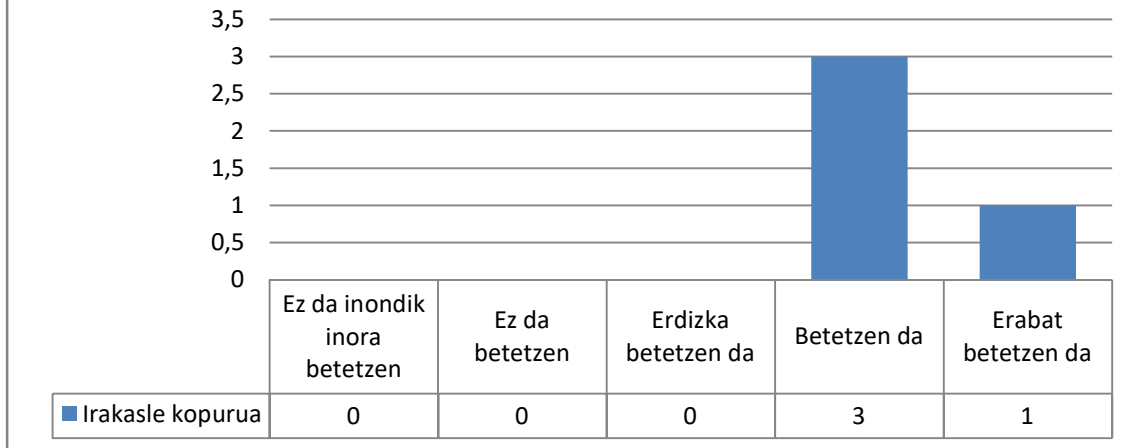 3,5
3
2,5
2
1,5
1
0,5
0
Ez da inondik
inora
betetzen
Ez da
betetzen
Erdizka
betetzen da
Betetzen da
Erabat
betetzen da
Irakasle kopurua 0 0 0 3 1